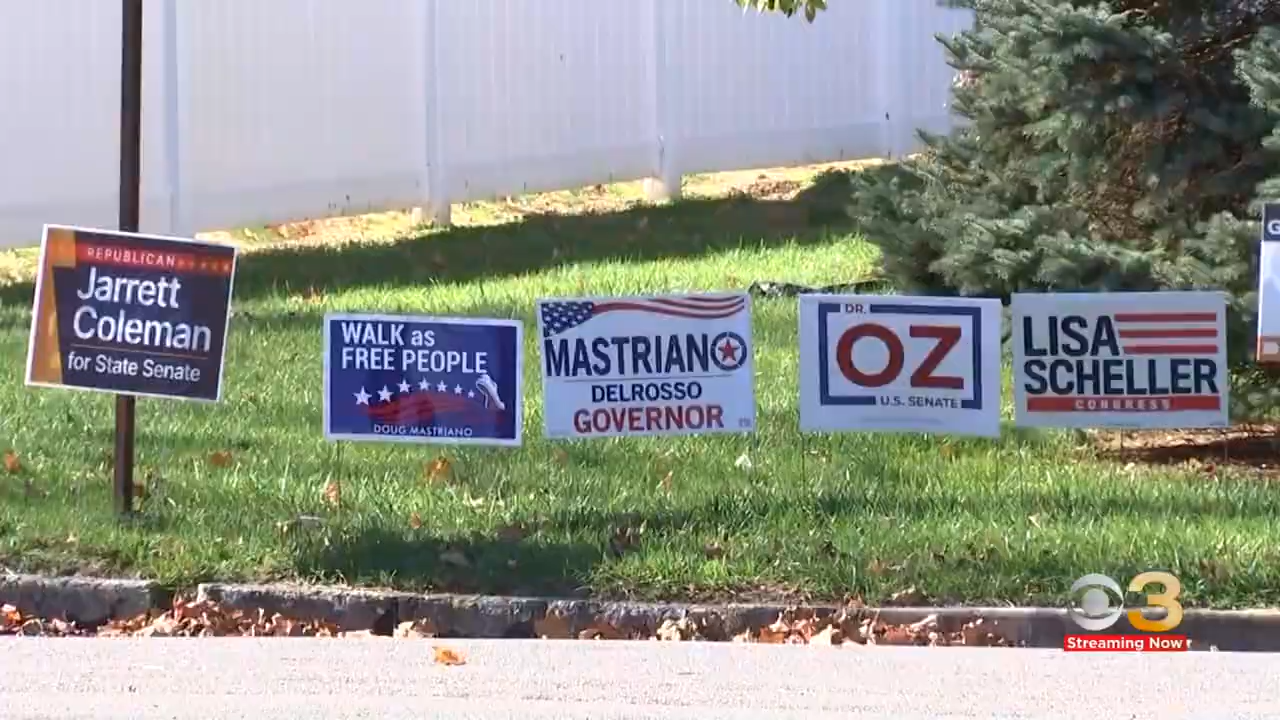 REPUBLICAN
Jarrett
Coleman
for State Senate
WALK as
FREE PEOPLE
DOUG MASTRIANO
MASTRIANO
DELROSSO
GOVERNOR
DR.
OZ
U.S. SENATE
LISA
SCHELLER
CONGRESS
G
3
Streaming Now